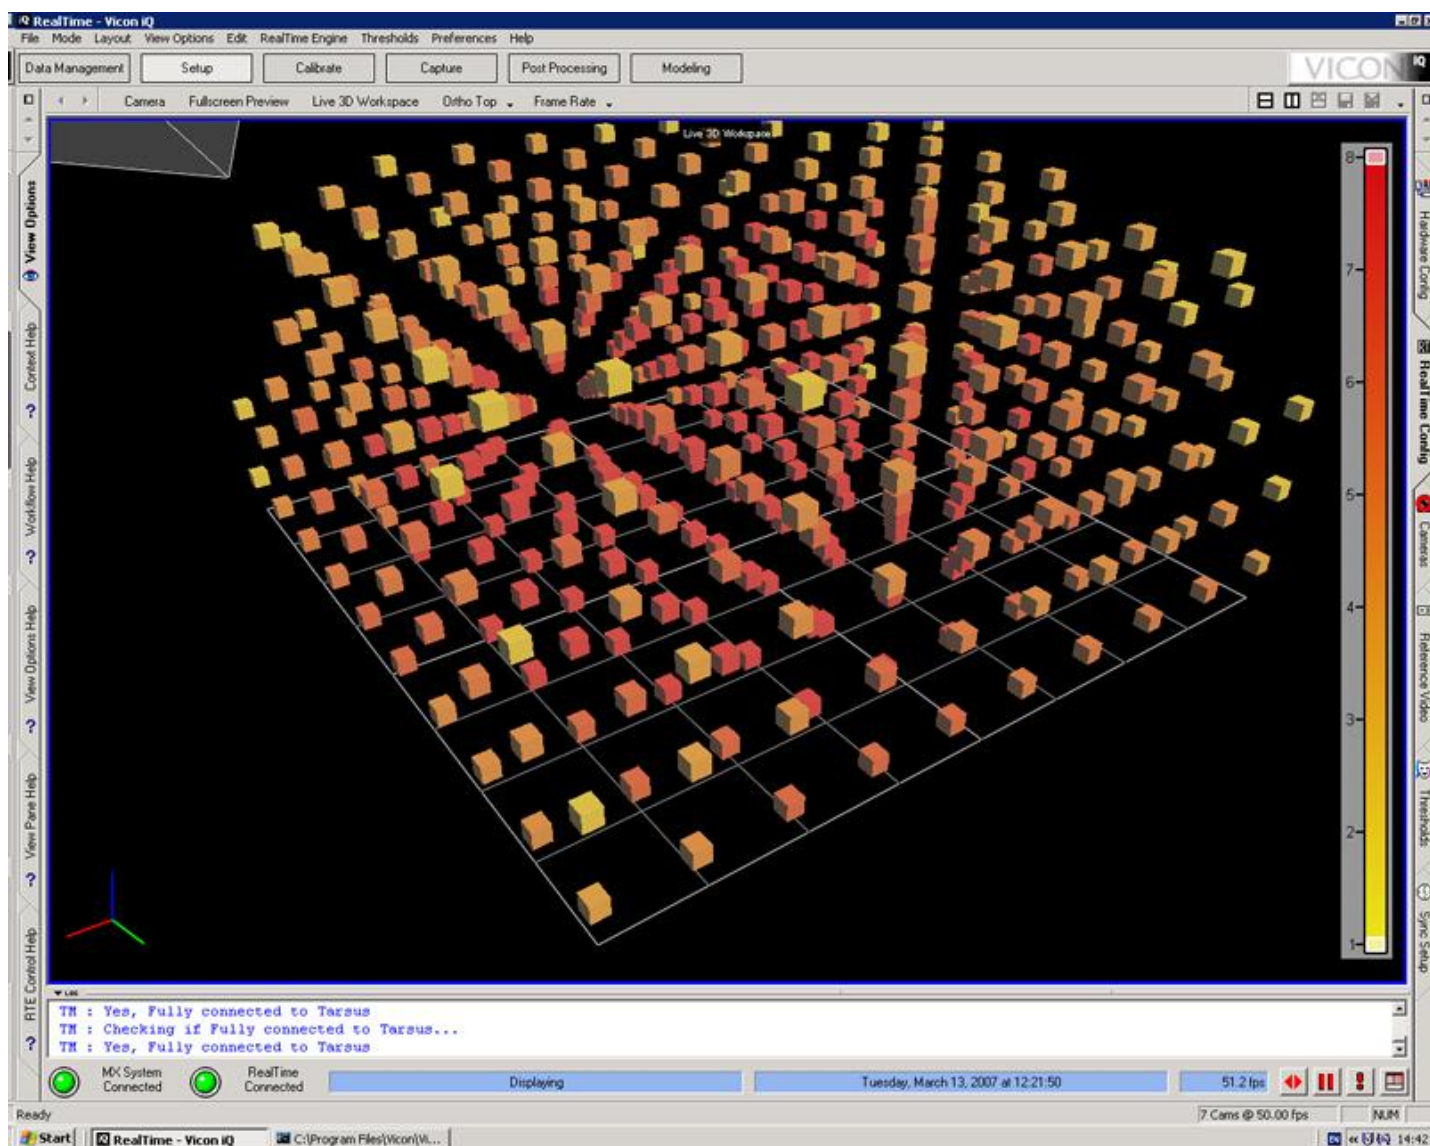 RealTime - Vicon iQ
File Mode Layout View Options Edit RealTime Engine Thresholds Preferences Help
Data Management Setup Calibrate Capture Post Processing Modeling
VICON iQ
Camera Fullscreen Preview Live 3D Workspace Ortho Top Frame Rate
Live 3D Workspace
View Options
Context Help
Workflow Help
View Options Help
View Pane Help
RTE Control Help
8
7
6
5
4
3
2
1
Hardware Config
RealTime Config
Cameras
Reference Video
Thresholds
Sync Setup
LOG
TM : Yes, Fully connected to Tarsus
TM : Checking if Fully connected to Tarsus...
TM : Yes, Fully connected to Tarsus
MX System
Connected
RealTime
Connected
Displaying
Tuesday, March 13, 2007 at 12:21:50
51.2 fps
Ready
7 Cams @ 50.00 fps
NUM
Start RealTime - Vicon iQ C:\Program Files\Vicon\Vi... 14:42